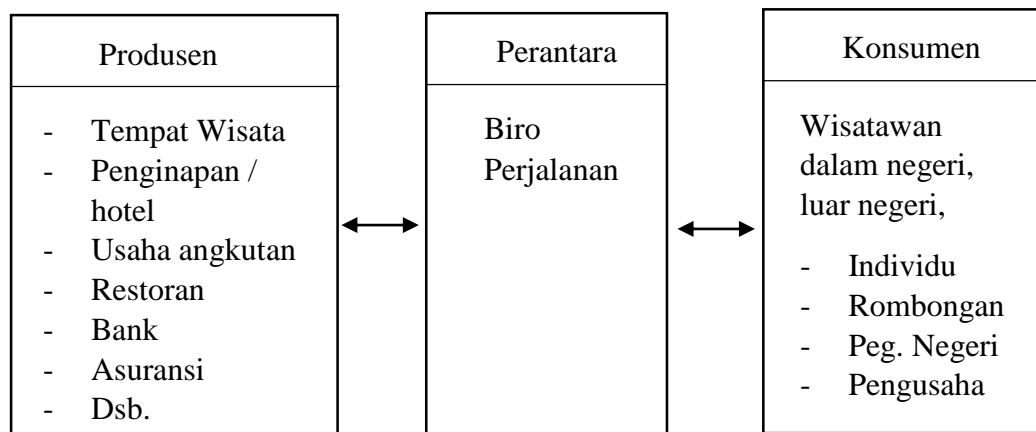 Produsen
- Tempat Wisata
- Penginapan /
hotel
- Usaha angkutan
- Restoran
- Bank
- Asuransi
- Dsb.
Perantara
Biro
Perjalanan
Konsumen
Wisatawan
dalam negeri,
luar negeri,
- Individu
- Rombongan
- Peg. Negeri
- Pengusaha